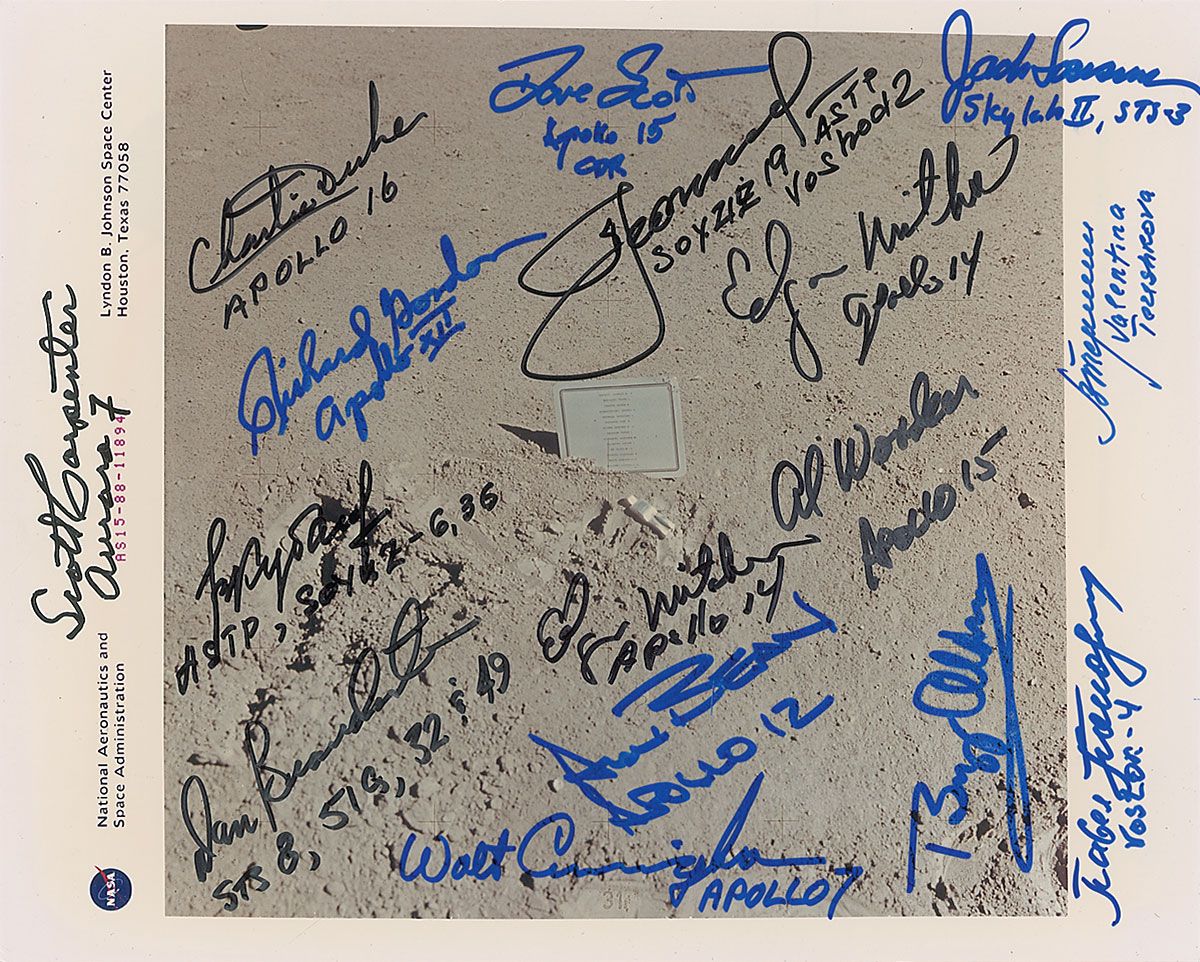 Lyndon B. Johnson Space Center
Houston, Texas 77058
National Aeronautics and
Space Administration
NASA
AS15-88-11894
Scott Carpenter
Aurora 7
Charlie Duke
APOLLO 16
Dave Scott
Apollo 15
CDR
SOYUZ 19 ASTP
VOSHOD 2
Jack Lousma
Skylab II, STS-3
Richard Gordon
Apollo XII
Edgar Mitchell
Apollo 14
Valentina
Tereshkova
Al Worden
Apollo 15
ASTP, SOYUZ-6,36
Edgar Mitchell
Apollo 14
Dan Brandenstein
STS 8, 51G, 32 & 49
Alan BEAN
APOLLO 12
Buzz Aldrin
VOSTOK-4
Walt Cunningham
APOLLO 7